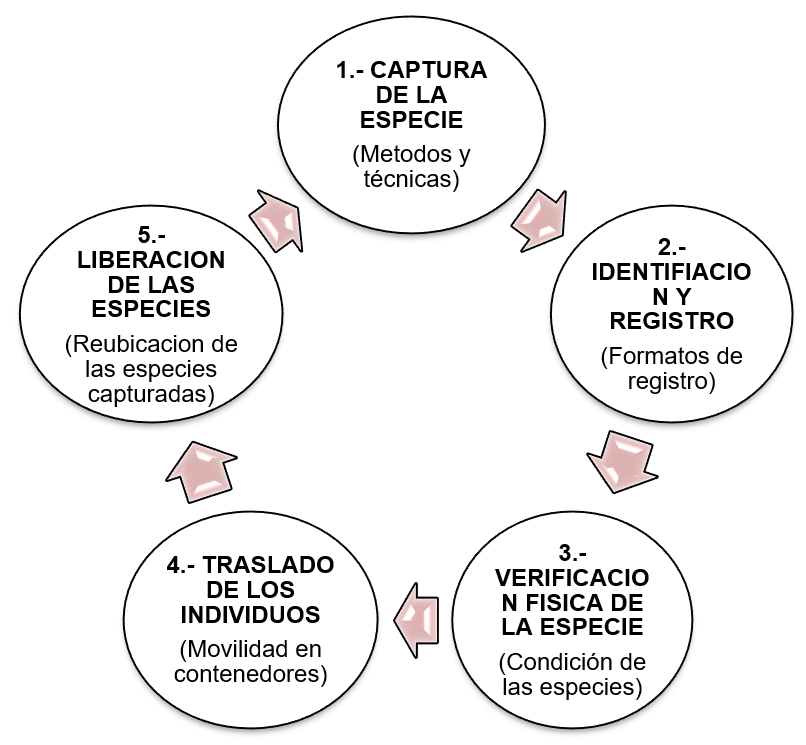 1.- CAPTURA
DE LA
ESPECIE
(Metodos y
técnicas)
2.-
IDENTIFIACIO
N Y
REGISTRO
(Formatos de
registro)
3.-
VERIFICACIO
N FISICA DE
LA ESPECIE
(Condición de
las especies)
4.- TRASLADO
DE LOS
INDIVIDUOS
(Movilidad en
contenedores)
5.-
LIBERACION
DE LAS
ESPECIES
(Reubicacion de
las especies
capturadas)